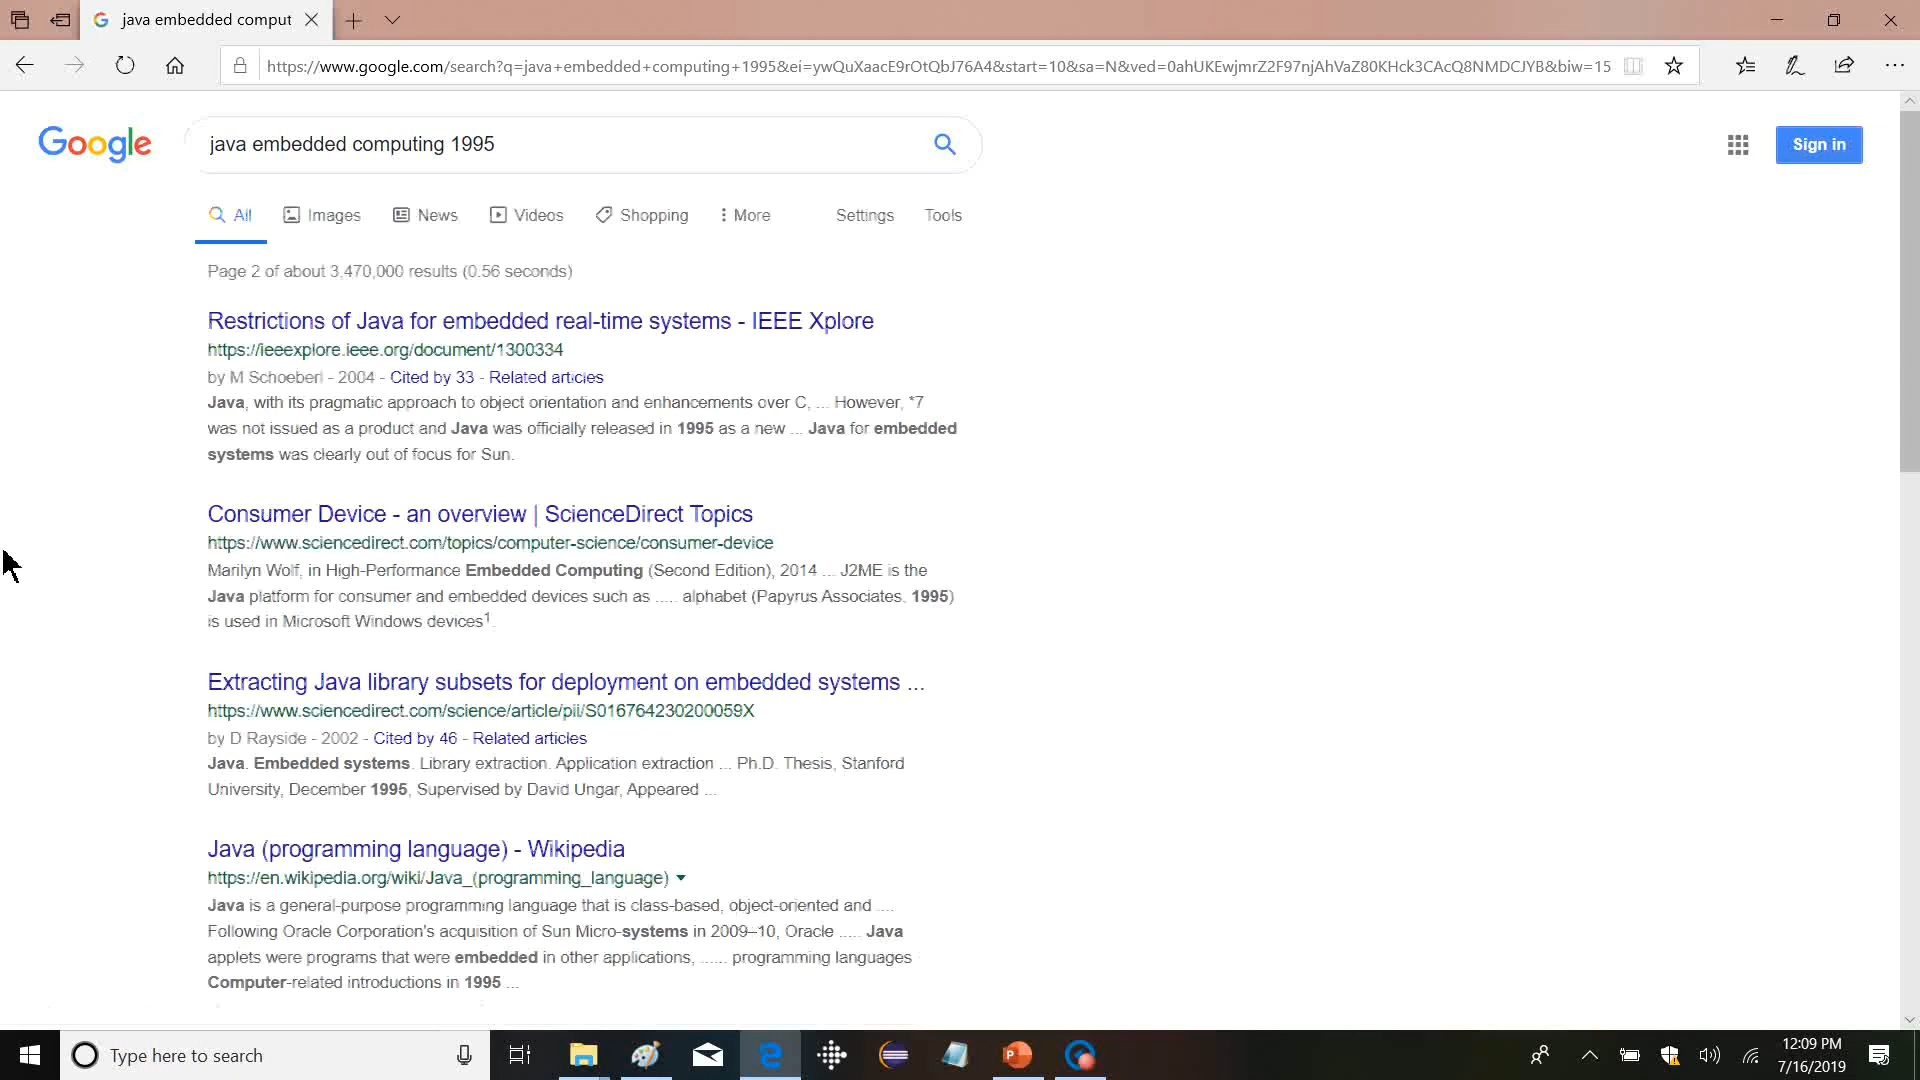 java embedded comput
https://www.google.com/search?q=java+embedded+computing+1995&ei=ywQuXaacE9rOtQbJ76A4&start=10&sa=N&ved=0ahUKEwjmrZ2F97njAhVaZ80KHck3CAcQ8NMDCJYB&biw=15
Google
java embedded computing 1995
Sign in
All Images News Videos Shopping More Settings Tools
Page 2 of about 3,470,000 results (0.56 seconds)
Restrictions of Java for embedded real-time systems - IEEE Xplore
https://ieeexplore.ieee.org/document/1300334
by M Schoeberl - 2004 - Cited by 33 - Related articles
Java, with its pragmatic approach to object orientation and enhancements over C, ... However, *7
was not issued as a product and Java was officially released in 1995 as a new ... Java for embedded
systems was clearly out of focus for Sun.
Consumer Device - an overview | ScienceDirect Topics
https://www.sciencedirect.com/topics/computer-science/consumer-device
Marilyn Wolf, in High-Performance Embedded Computing (Second Edition), 2014 ... J2ME is the
Java platform for consumer and embedded devices such as ..... alphabet (Papyrus Associates, 1995)
is used in Microsoft Windows devices1.
Extracting Java library subsets for deployment on embedded systems ...
https://www.sciencedirect.com/science/article/pii/S016764230200059X
by D Rayside - 2002 - Cited by 46 - Related articles
Java. Embedded systems. Library extraction. Application extraction ... Ph.D. Thesis, Stanford
University, December 1995, Supervised by David Ungar, Appeared ...
Java (programming language) - Wikipedia
https://en.wikipedia.org/wiki/Java_(programming_language)
Java is a general-purpose programming language that is class-based, object-oriented and ....
Following Oracle Corporation's acquisition of Sun Micro-systems in 2009–10, Oracle ..... Java
applets were programs that were embedded in other applications, ...... programming languages
Computer-related introductions in 1995 ...
Type here to search
12:09 PM
7/16/2019